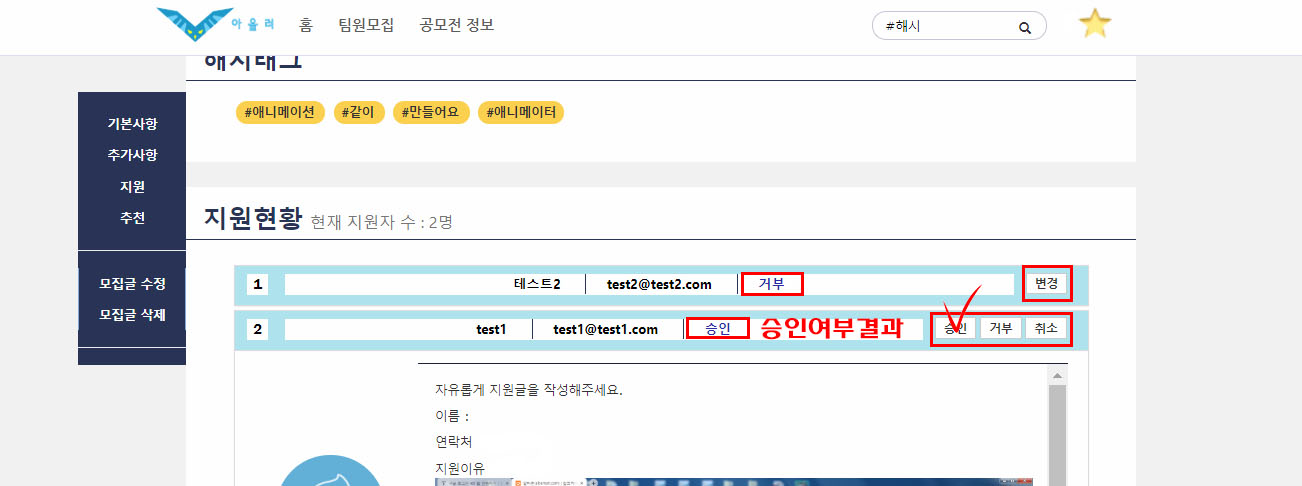 아울러 홈 팀원모집 공모전 정보 #해시
해시태그
#애니메이션 #같이 #만들어요 #애니메이터
기본사항
추가사항
지원
추천
모집글 수정
모집글 삭제
지원현황 현재 지원자 수 : 2명
1 테스트2 test2@test2.com 거부 변경
2 test1 test1@test1.com 승인 승인여부결과 승인 거부 취소
자유롭게 지원글을 작성해주세요.
이름 :
연락처
지원이유